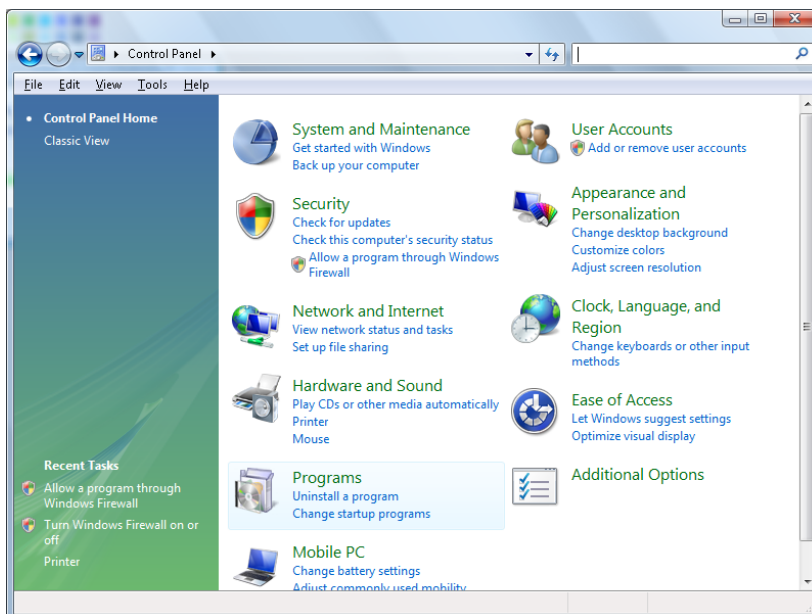 Control Panel
File Edit View Tools Help
Control Panel Home
Classic View
Recent Tasks
Allow a program through
Windows Firewall
Turn Windows Firewall on or
off
Printer
System and Maintenance
Get started with Windows
Back up your computer
Security
Check for updates
Check this computer's security status
Allow a program through Windows
Firewall
Network and Internet
View network status and tasks
Set up file sharing
Hardware and Sound
Play CDs or other media automatically
Printer
Mouse
Programs
Uninstall a program
Change startup programs
Mobile PC
Change battery settings
Adjust commonly used mobility
User Accounts
Add or remove user accounts
Appearance and
Personalization
Change desktop background
Customize colors
Adjust screen resolution
Clock, Language, and
Region
Change keyboards or other input
methods
Ease of Access
Let Windows suggest settings
Optimize visual display
Additional Options